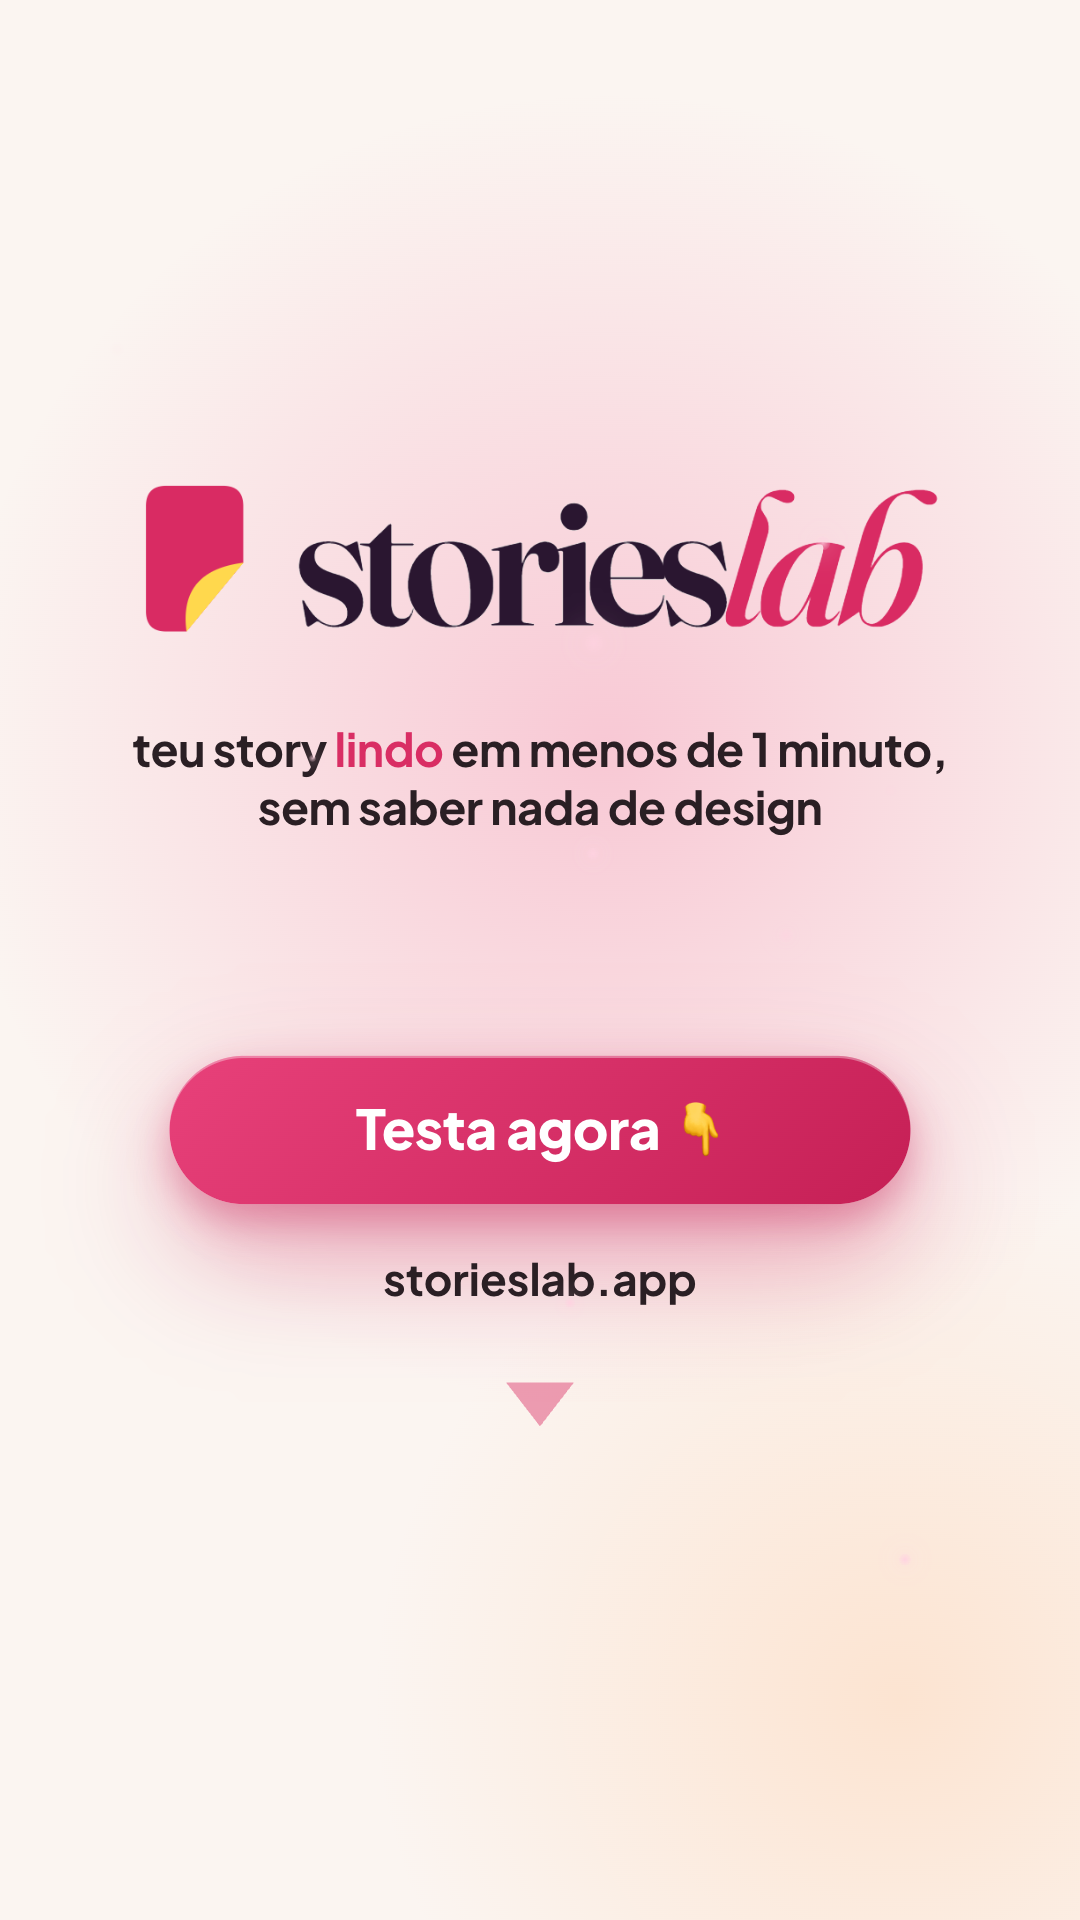 storieslab
teu story lindo em menos de 1 minuto,
sem saber nada de design
Testa agora 👇
storieslab.app